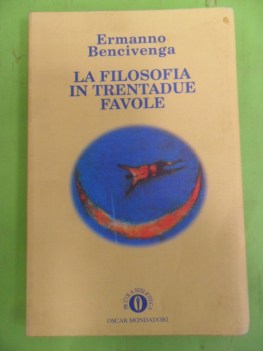 Ermanno
Bencivenga
LA FILOSOFIA
IN TRENTADUE
FAVOLE
OSCAR MONDADORI